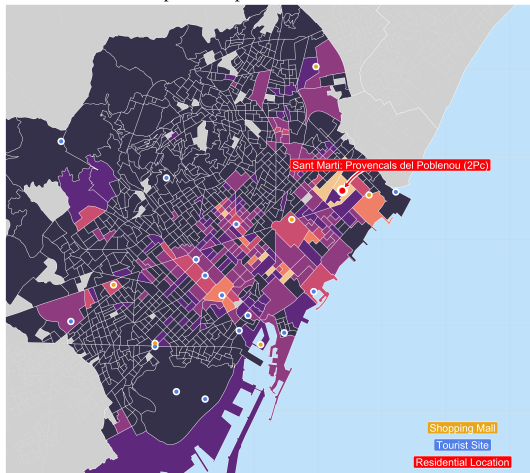 Sant Martí: Provençals del Poblenou (2Pc)
Shopping Mall
Tourist Site
Residential Location